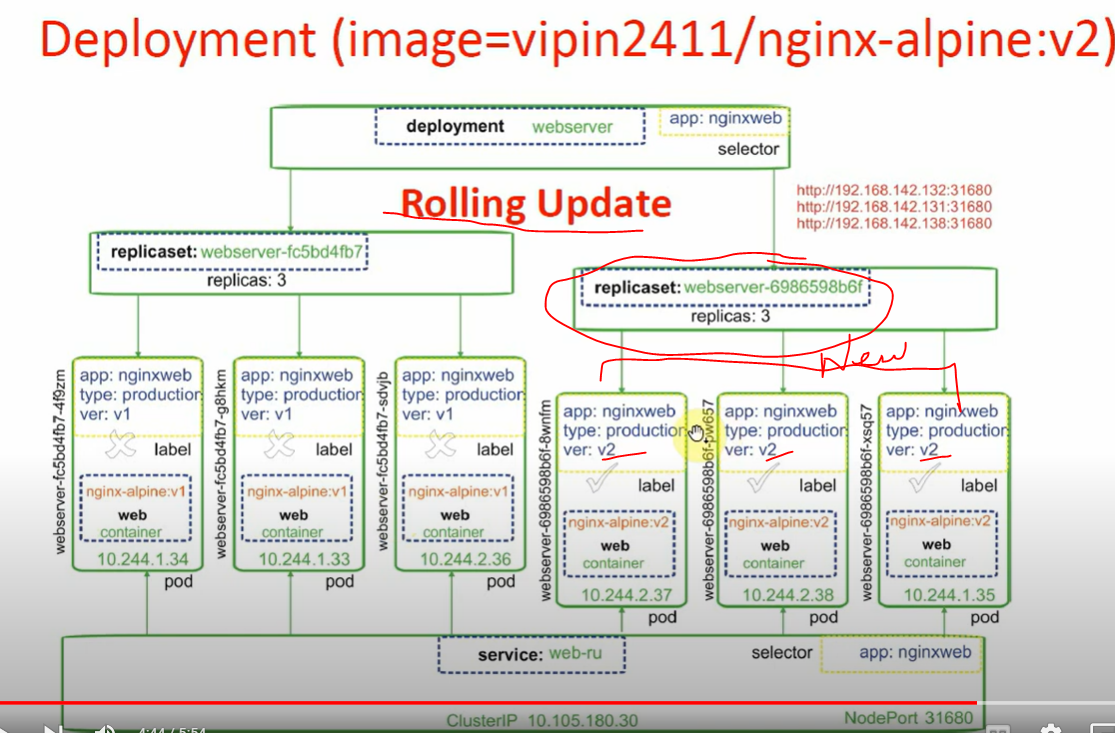 Deployment (image=vipin2411/nginx-alpine:v2)
deployment webserver
app: nginxweb
selector
Rolling Update
http://192.168.142.132:31680
http://192.168.142.131:31680
http://192.168.142.138:31680
replicaset: webserver-fc5bd4fb7
replicas: 3
replicaset: webserver-6986598b6f
replicas: 3
New
webserver-fc5bd4fb7-4f9zm
app: nginxweb
type: production
ver: v1
label
nginx-alpine:v1
web
container
10.244.1.34
pod
webserver-fc5bd4fb7-g8hkm
app: nginxweb
type: production
ver: v1
label
nginx-alpine:v1
web
container
10.244.1.33
pod
webserver-fc5bd4fb7-sdvjb
app: nginxweb
type: production
ver: v1
label
nginx-alpine:v1
web
container
10.244.2.36
pod
webserver-6986598b6f-8wnfm
app: nginxweb
type: production
ver: v2
label
nginx-alpine:v2
web
container
10.244.2.37
pod
webserver-6986598b6f-pw657
app: nginxweb
type: production
ver: v2
label
nginx-alpine:v2
web
container
10.244.2.38
pod
webserver-6986598b6f-xsq57
app: nginxweb
type: production
ver: v2
label
nginx-alpine:v2
web
container
10.244.1.35
pod
service: web-ru
selector
app: nginxweb
ClusterIP 10.105.180.30
NodePort 31680
4:44 / 5:54